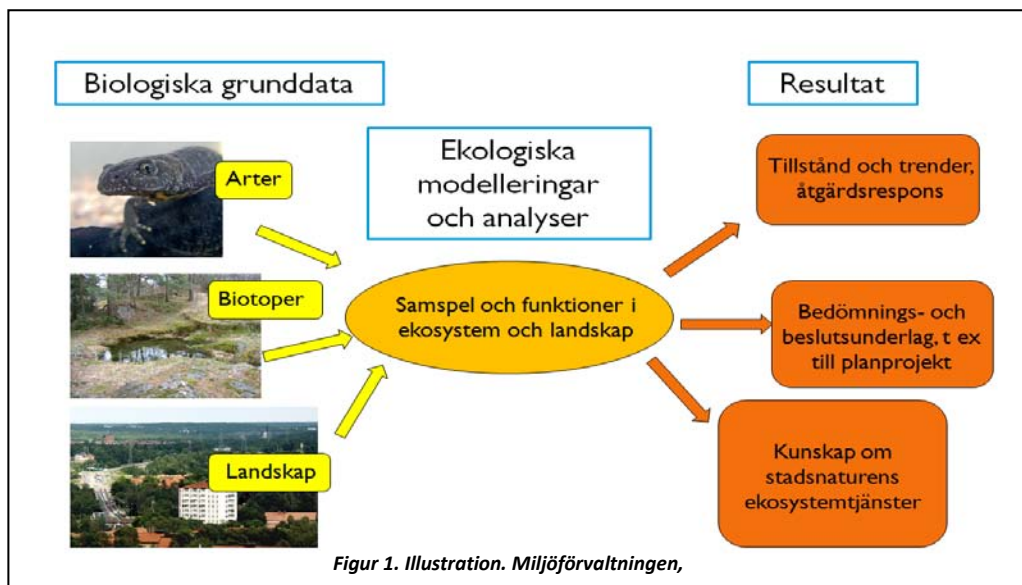 Biologiska grunddata
Arter
Biotoper
Landskap
Ekologiska
modelleringar
och analyser
Samspel och funktioner i
ekosystem och landskap
Resultat
Tillstånd och trender,
åtgärdsrespons
Bedömnings- och
beslutsunderlag, t ex
till planprojekt
Kunskap om
stadsnaturens
ekosystemtjänster
Figur 1. Illustration. Miljöförvaltningen,